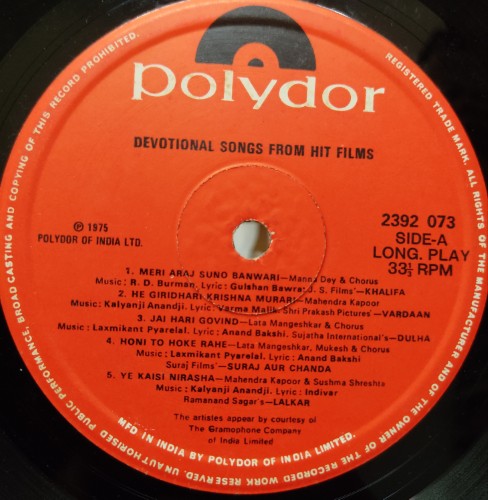 polydor
DEVOTIONAL SONGS FROM HIT FILMS
℗ 1975
POLYDOR OF INDIA LTD.
2392 073
SIDE-A
LONG. PLAY
33⅓ RPM
1. MERI ARAJ SUNO BANWARI—Manna Dey & Chorus
Music: R. D. Burman. Lyric: Gulshan Bawra J. S. Films'—KHALIFA
2. HE GIRIDHARI KRISHNA MURARI—Mahendra Kapoor
Music: Kalyanji Anandji. Lyric: Varma Malik. Shri Prakash Pictures'—VARDAAN
3. JAI HARI GOVIND—Lata Mangeshkar & Chorus
Music: Laxmikant Pyarelal. Lyric: Anand Bakshi. Sujatha International's—DULHA
4. HONI TO HOKE RAHE—Lata Mangeshkar, Mukesh & Chorus
Music: Laxmikant Pyarelal. Lyric: Anand Bakshi
Suraj Films'—SURAJ AUR CHANDA
5. YE KAISI NIRASHA—Mahendra Kapoor & Sushma Shrestha
Music: Kalyanji Anandji. Lyric: Indivar
Ramanand Sagar's—LALKAR
The artistes appear by courtesy of
The Gramophone Company
of India Limited
MFD IN INDIA BY POLYDOR OF INDIA LIMITED.
REGISTERED TRADE MARK. ALL RIGHTS OF THE MANUFACTURER AND OF THE OWNER OF THE RECORDED WORK RESERVED. UNAUTHORISED PUBLIC PERFORMANCE, BROAD CASTING AND COPYING OF THIS RECORD PROHIBITED.